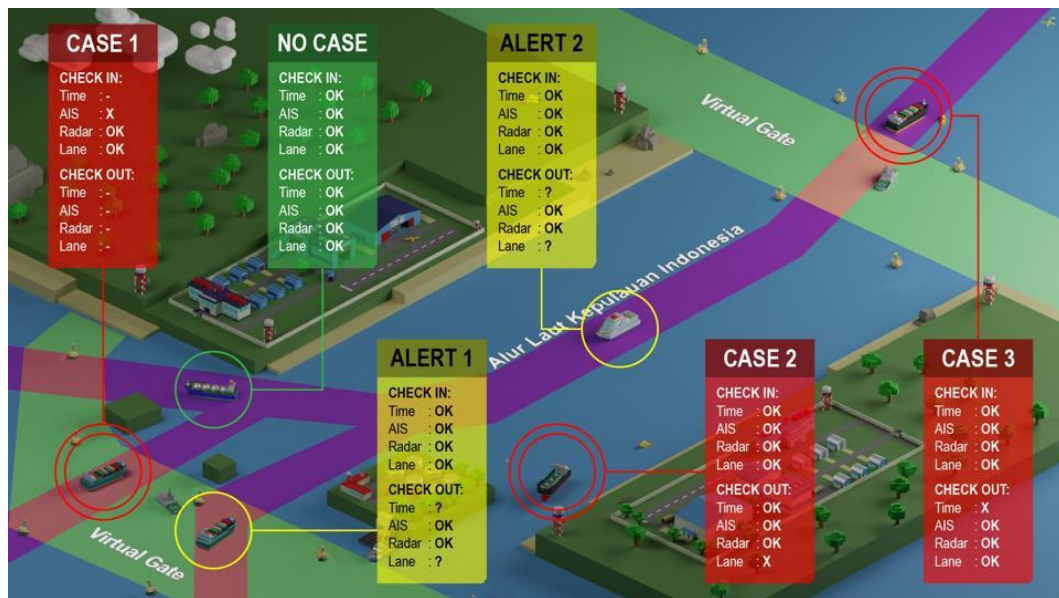 CASE 1
CHECK IN:
Time : -
AIS : X
Radar : OK
Lane : OK
CHECK OUT:
Time : -
AIS : -
Radar : -
Lane : -
NO CASE
CHECK IN:
Time : OK
AIS : OK
Radar : OK
Lane : OK
CHECK OUT:
Time : OK
AIS : OK
Radar : OK
Lane : OK
ALERT 2
CHECK IN:
Time : OK
AIS : OK
Radar : OK
Lane : OK
CHECK OUT:
Time : ?
AIS : OK
Radar : OK
Lane : ?
Virtual Gate
Alur Laut Kepulauan Indonesia
ALERT 1
CHECK IN:
Time : OK
AIS : OK
Radar : OK
Lane : OK
CHECK OUT:
Time : ?
AIS : OK
Radar : OK
Lane : ?
CASE 2
CHECK IN:
Time : OK
AIS : OK
Radar : OK
Lane : OK
CHECK OUT:
Time : OK
AIS : OK
Radar : OK
Lane : X
CASE 3
CHECK IN:
Time : OK
AIS : OK
Radar : OK
Lane : OK
CHECK OUT:
Time : X
AIS : OK
Radar : OK
Lane : OK
Virtual Gate